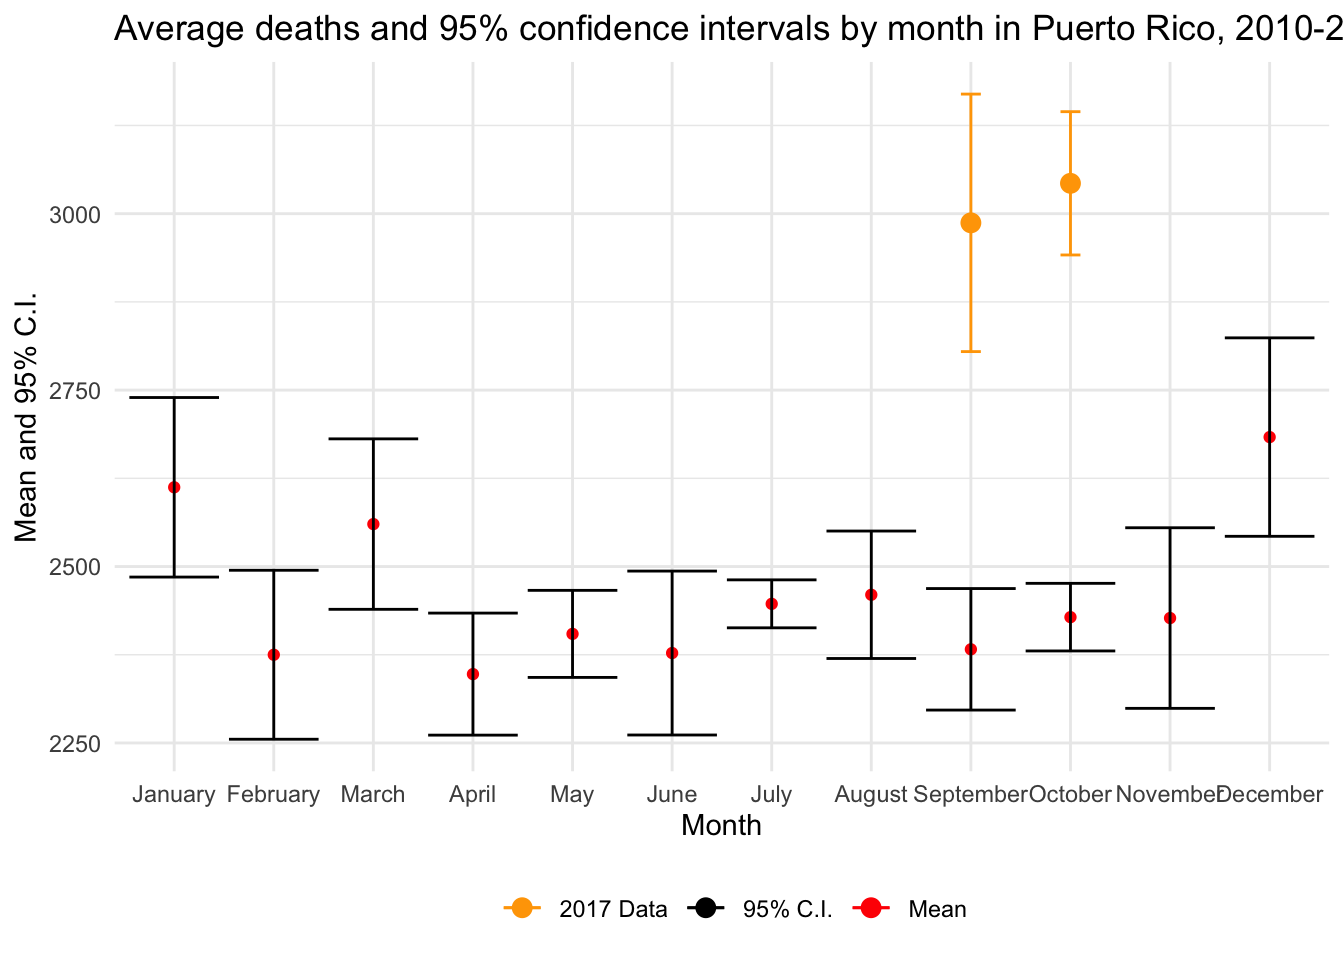 Average deaths and 95% confidence intervals by month in Puerto Rico, 2010-2
Mean and 95% C.I.
3000
2750
2500
2250
January February March April May June July August September October November December
Month
2017 Data 95% C.I. Mean